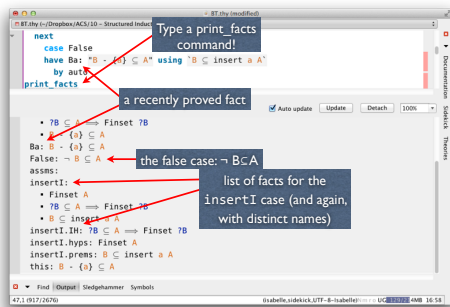 BT.thy (modified)
BT.thy (~/Dropbox/ACS/10 – Structured Induct
next
case False
have Ba: "B - {a} ⊆ A" using `B ⊆ insert a A`
by auto
print_facts
Type a print_facts command!
Documentation
Sidekick
Theories
a recently proved fact
Auto update
Update
Detach
100%
• ?B ⊆ A ⟹ Finset ?B
• B - {a} ⊆ A
Ba: B - {a} ⊆ A
False: ¬ B ⊆ A
the false case: ¬ B⊂A
assms:
insertI:
• Finset A
• ?B ⊆ A ⟹ Finset ?B
• B ⊆ insert a A
list of facts for the
insertI case (and again,
with distinct names)
insertI.IH: ?B ⊆ A ⟹ Finset ?B
insertI.hyps: Finset A
insertI.prems: B ⊆ insert a A
this: B - {a} ⊆ A
Find Output Sledgehammer Symbols
47,1 (917/2676)
(isabelle,sidekick,UTF-8-Isabelle) UG 4MB 16:58